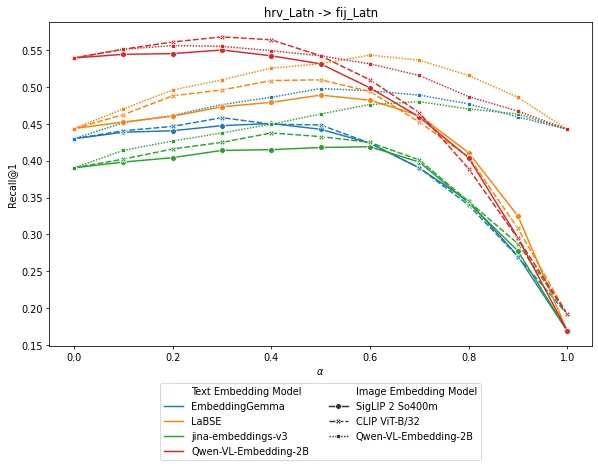 hrv_Latn -> fij_Latn
Recall@1
0.55
0.50
0.45
0.40
0.35
0.30
0.25
0.20
0.15
0.0
0.2
0.4
0.6
0.8
1.0
α
Text Embedding Model
EmbeddingGemma
LaBSE
jina-embeddings-v3
Qwen-VL-Embedding-2B
Image Embedding Model
SigLIP 2 So400m
CLIP ViT-B/32
Qwen-VL-Embedding-2B